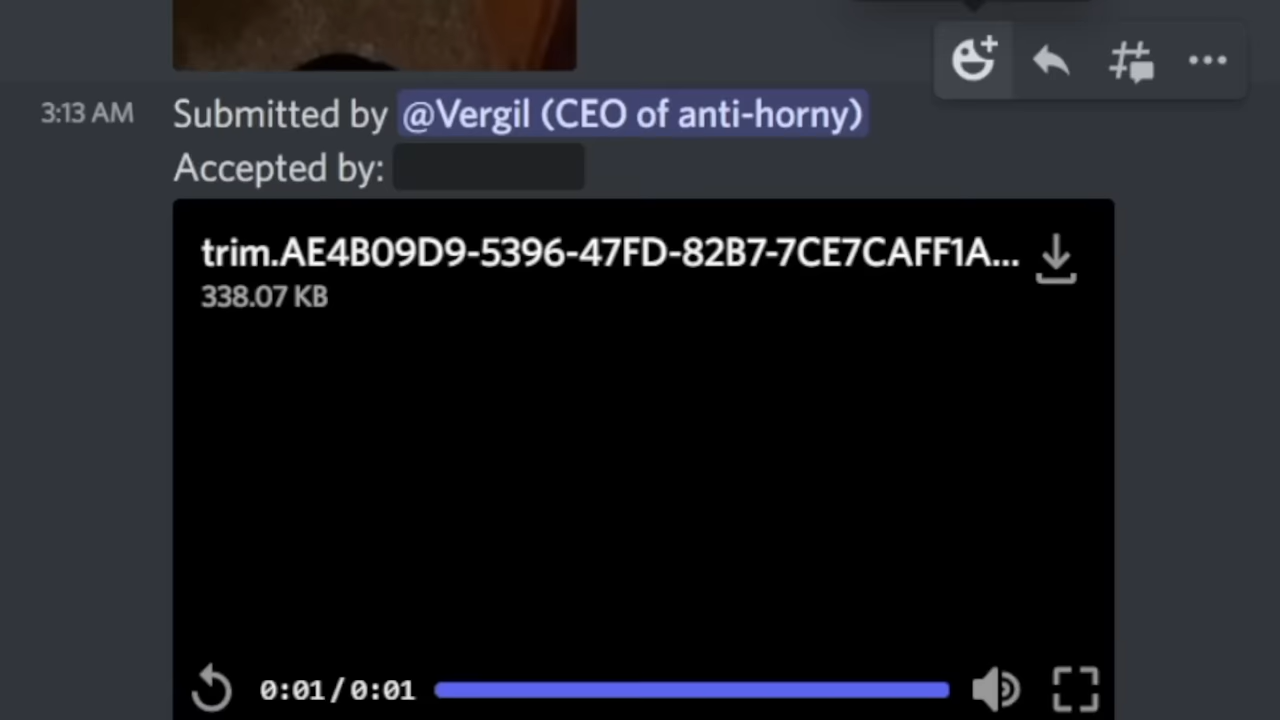 3:13 AM Submitted by @Vergil (CEO of anti-horny)
Accepted by:
trim.AE4B09D9-5396-47FD-82B7-7CE7CAFF1A...
338.07 KB
0:01/0:01